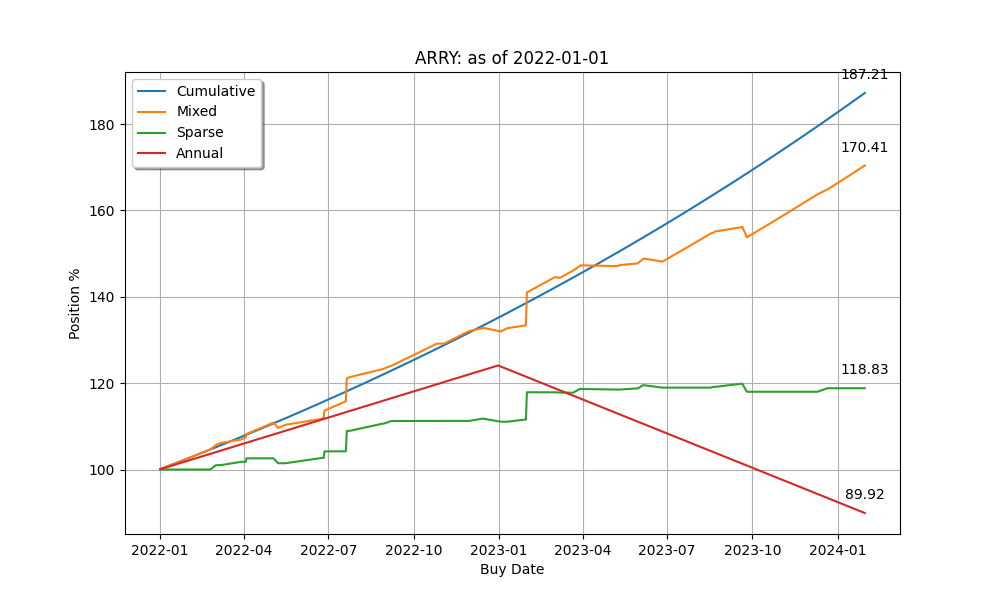 ARRY: as of 2022-01-01
187.21
Cumulative
Mixed
Sparse
Annual
170.41
118.83
89.92
180
160
140
120
100
Position %
2022-01 2022-04 2022-07 2022-10 2023-01 2023-04 2023-07 2023-10 2024-01
Buy Date